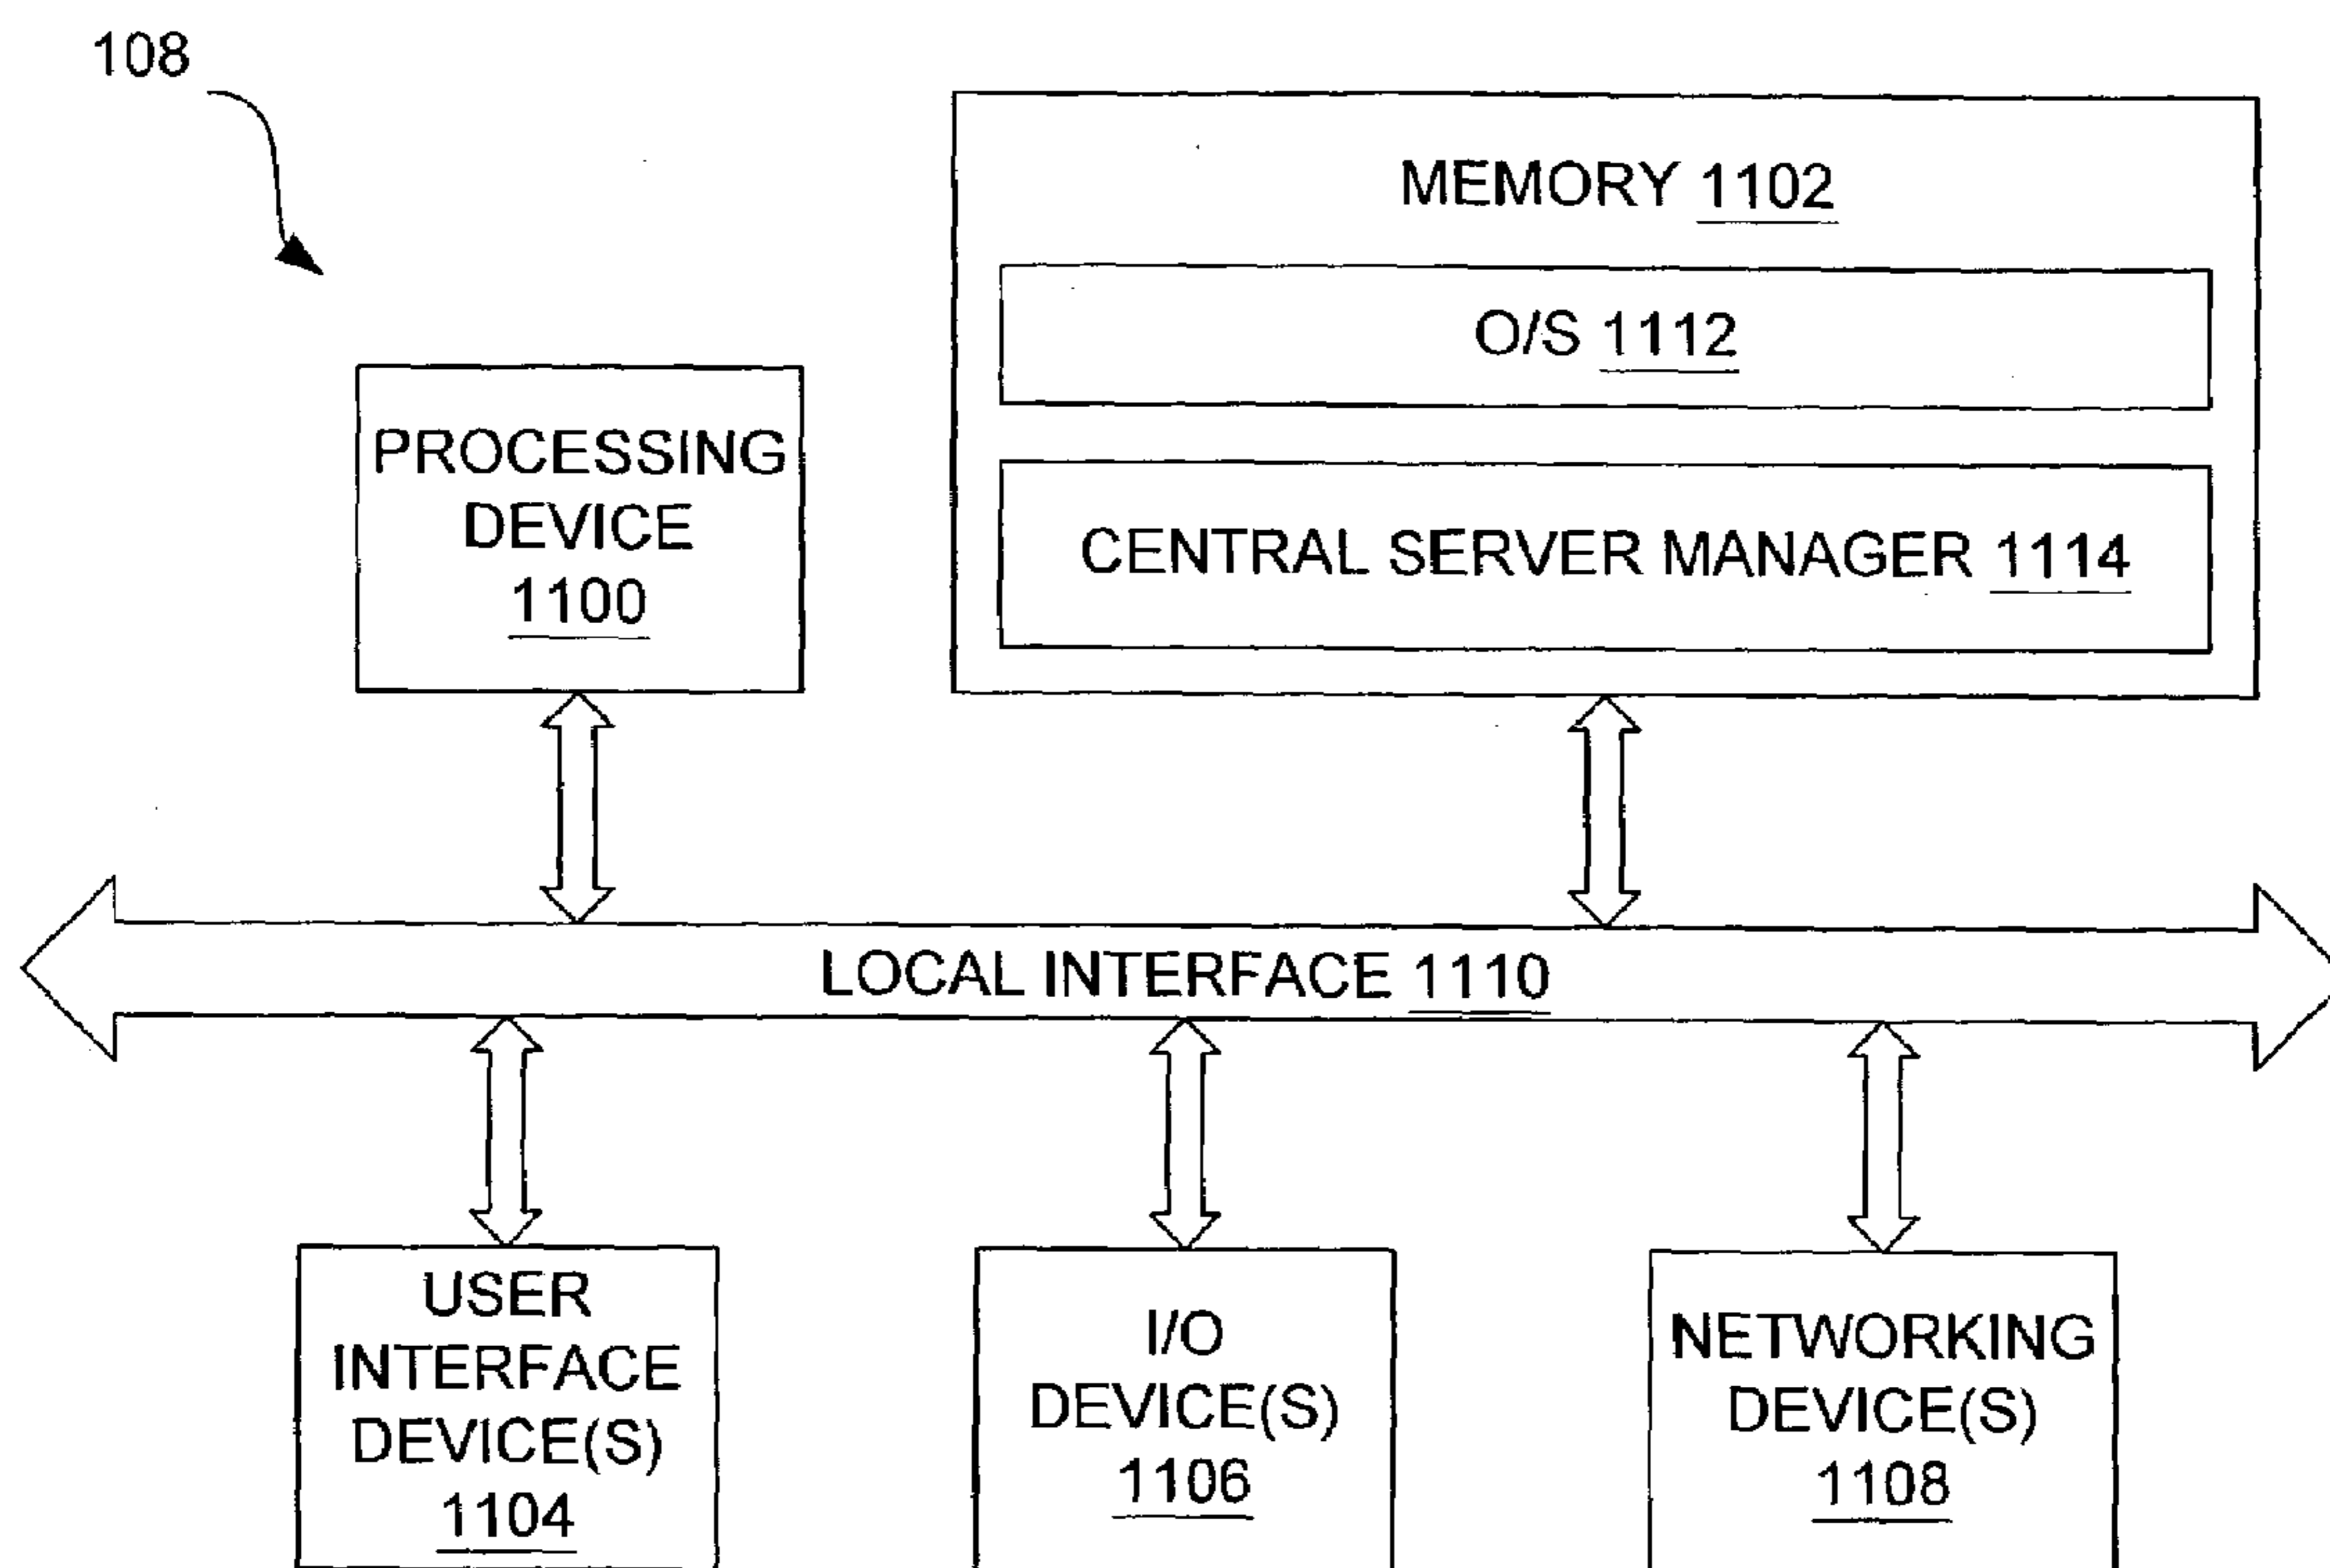 108
MEMORY 1102
O/S 1112
PROCESSING
DEVICE
1100
CENTRAL SERVER MANAGER 1114
LOCAL INTERFACE 1110
USER
INTERFACE
DEVICE(S)
1104
I/O
DEVICE(S)
1106
NETWORKING
DEVICE(S)
1108